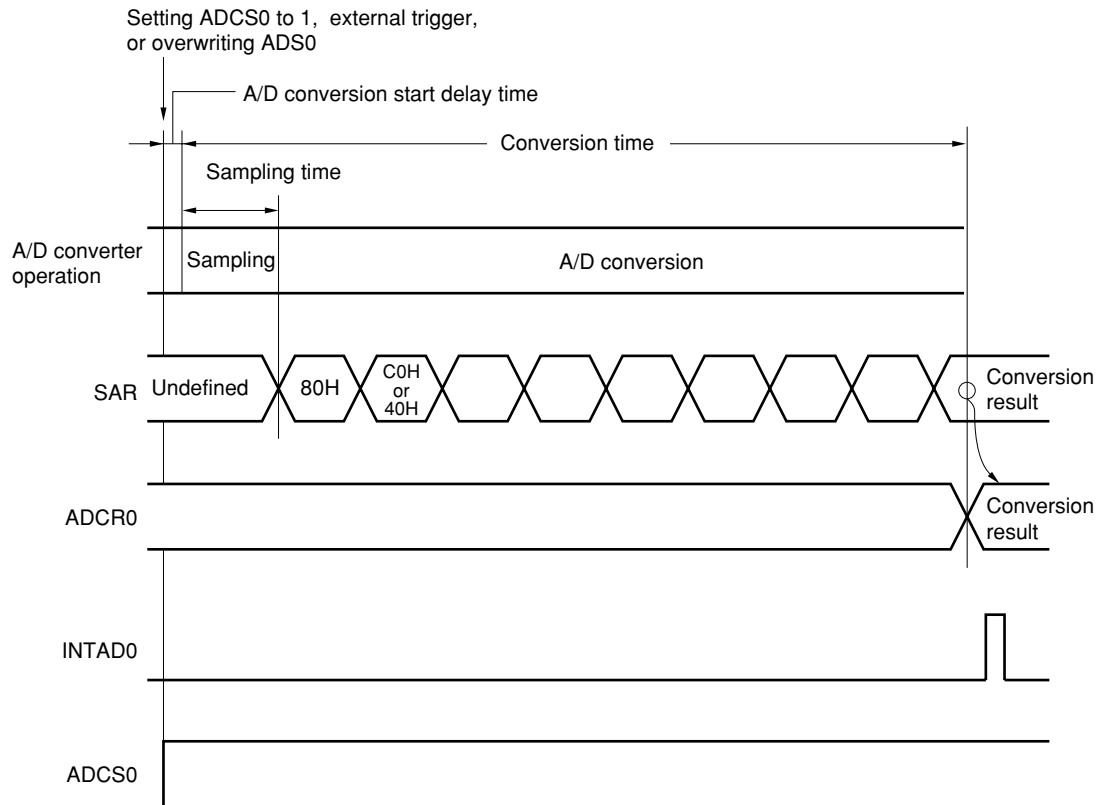 Setting ADCS0 to 1, external trigger,
or overwriting ADS0
A/D conversion start delay time
Conversion time
Sampling time
A/D converter
operation
Sampling
A/D conversion
SAR
Undefined
80H
C0H
or
40H
Conversion
result
ADCR0
Conversion
result
INTAD0
ADCS0